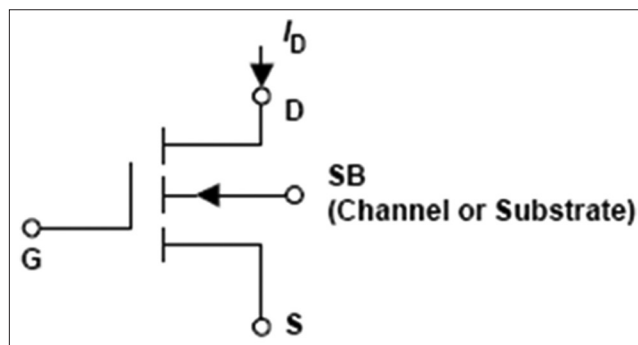 I_D
D
SB
(Channel or Substrate)
G
S